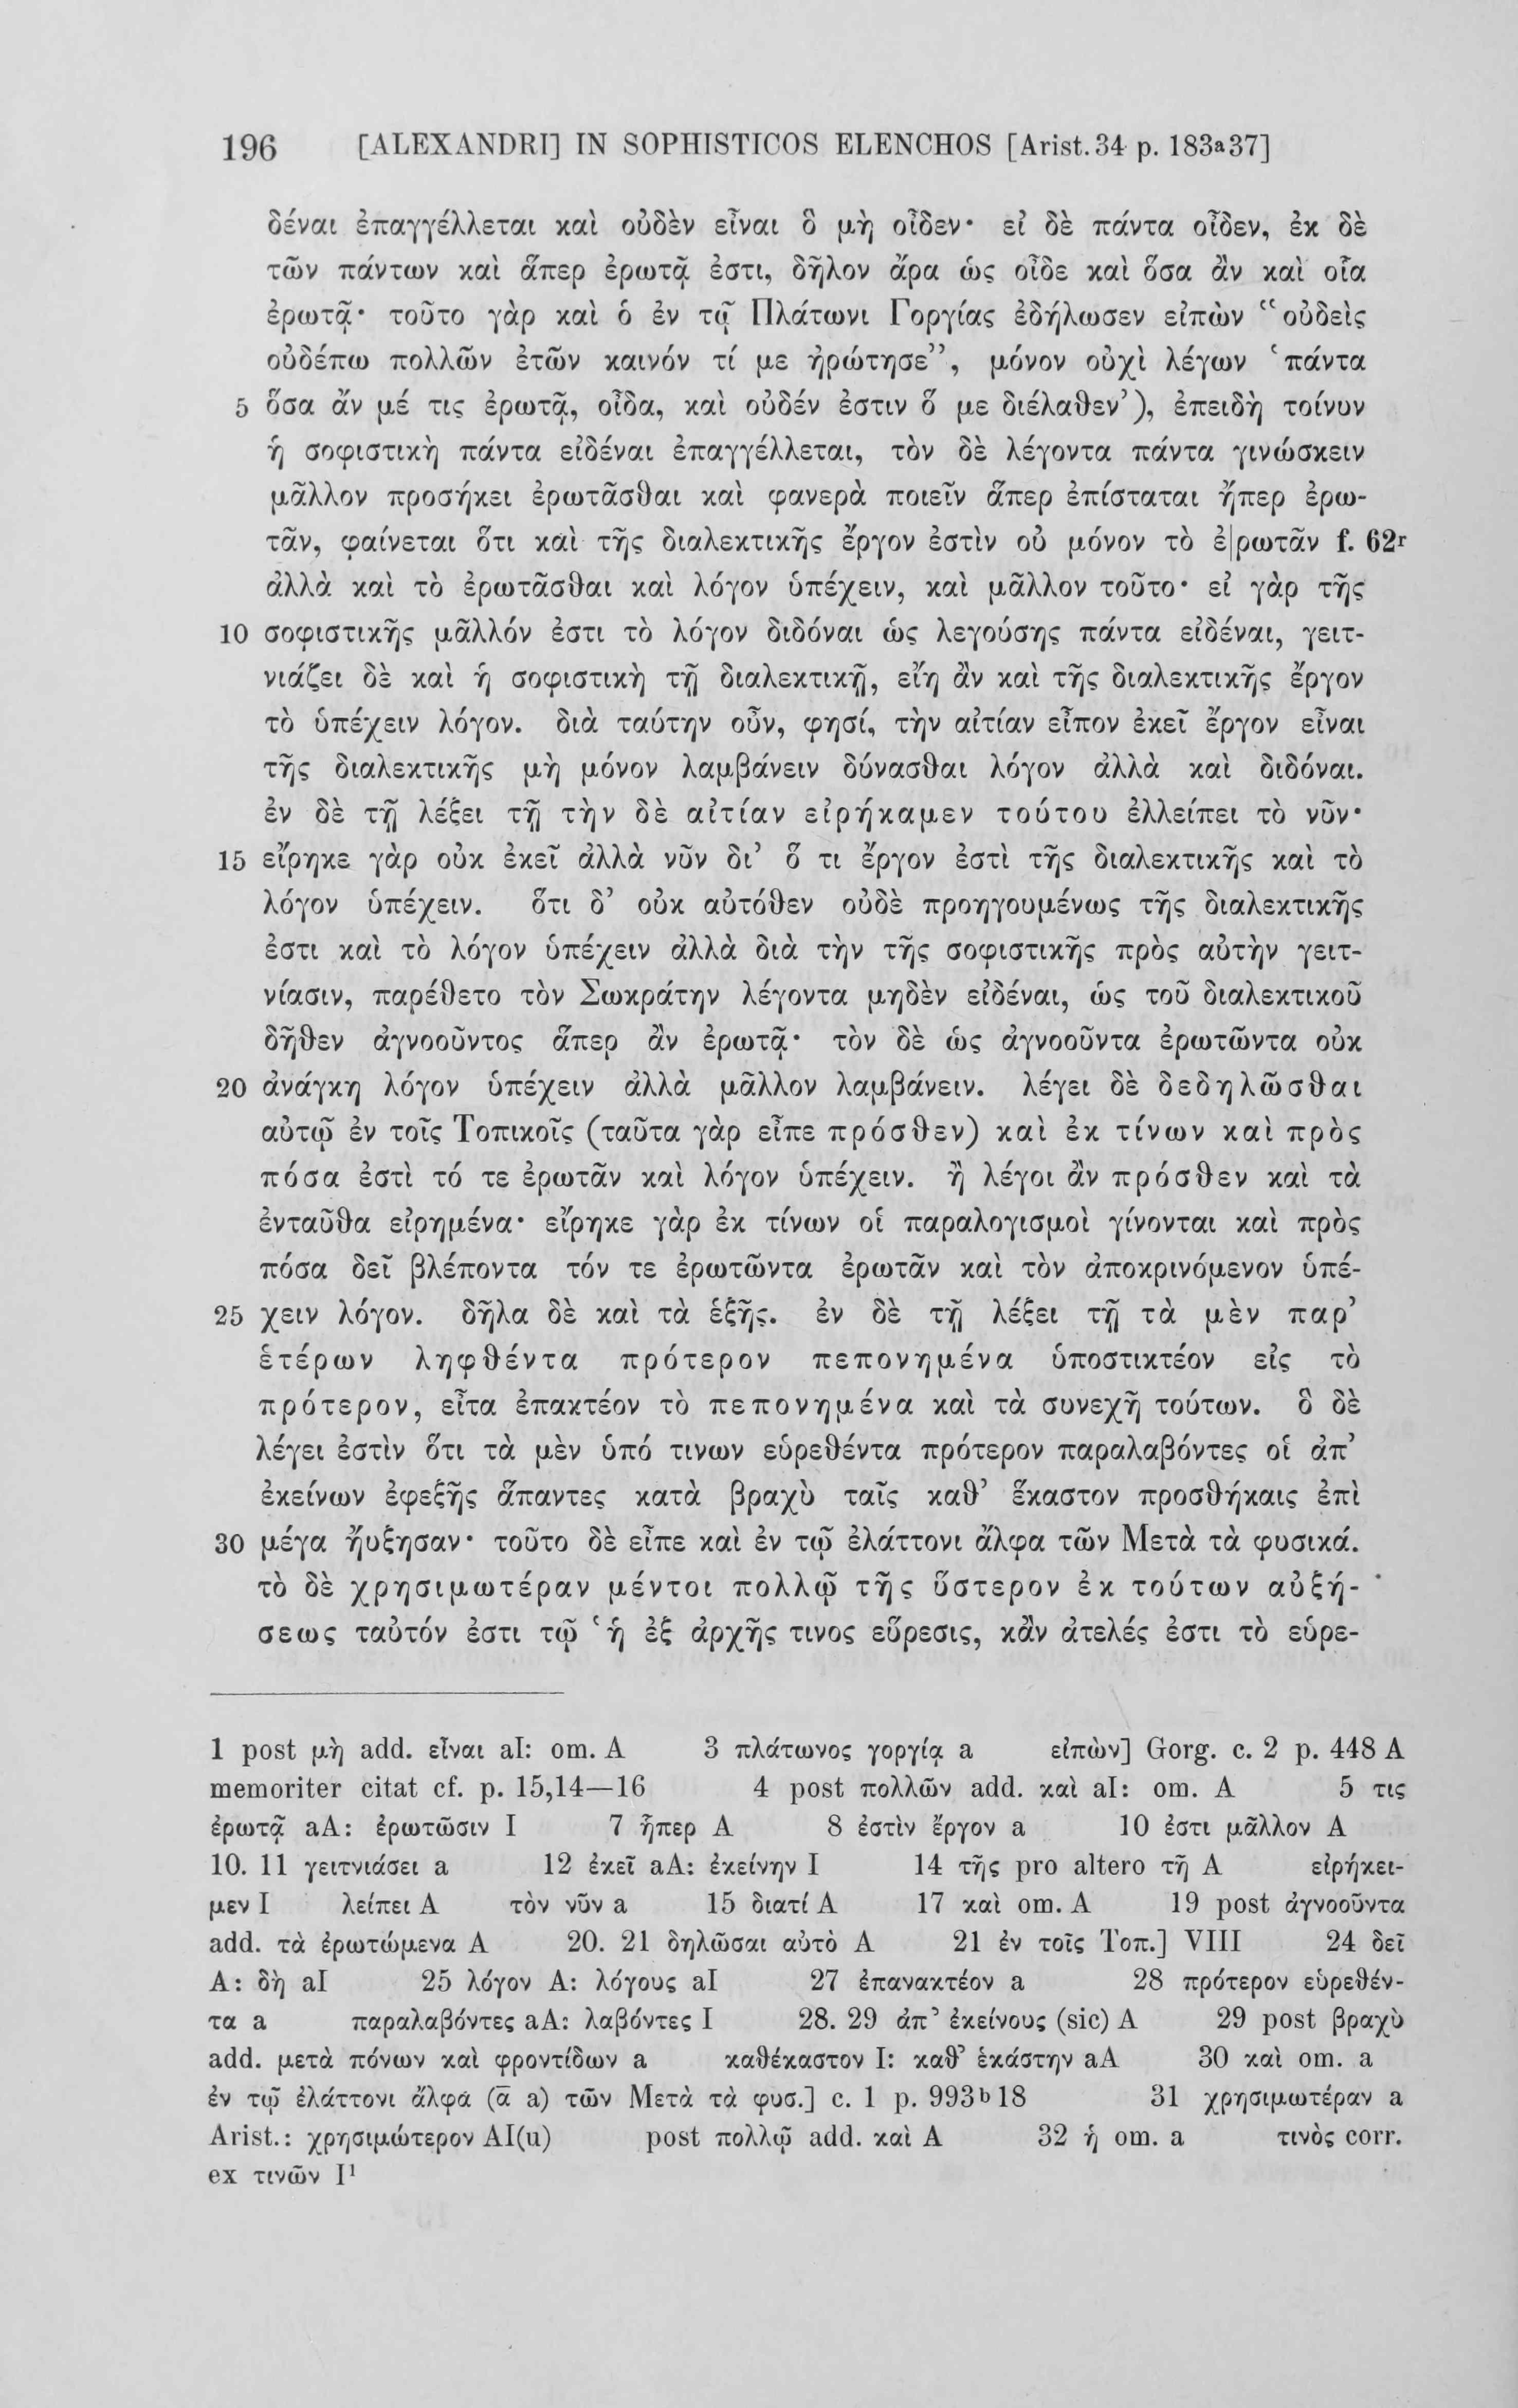 196 [ALEXANDRI] IN SOPHISTICOS ELENCHOS [Arist. 34 p. 183a37]
δέναι ἐπαγγέλλεται καὶ οὐδὲν εἶναι ὃ μὴ οἶδεν· εἰ δὲ πάντα οἶδεν, ἐκ δὲ
τῶν πάντων καὶ ἅπερ ἐρωτᾷ ἐστι, δῆλον ἄρα ὡς οἶδε καὶ ὅσα ἂν καὶ οἷα
ἐρωτᾷ· τοῦτο γὰρ καὶ ὁ ἐν τῷ Πλάτωνι Γοργίας ἐδήλωσεν εἰπὼν “οὐδεὶς
οὐδέπω πολλῶν ἐτῶν καινόν τί με ἠρώτησε”, μόνον οὐχὶ λέγων ‘πάντα
5 ὅσα ἄν μέ τις ἐρωτᾷ, οἶδα, καὶ οὐδέν ἐστιν ὅ με διέλαθεν’), ἐπειδὴ τοίνυν
ἡ σοφιστικὴ πάντα εἰδέναι ἐπαγγέλλεται, τὸν δὲ λέγοντα πάντα γινώσκειν
μᾶλλον προσήκει ἐρωτᾶσθαι καὶ φανερὰ ποιεῖν ἅπερ ἐπίσταται ἤπερ ἐρω-
τᾶν, φαίνεται ὅτι καὶ τῆς διαλεκτικῆς ἔργον ἐστὶν οὐ μόνον τὸ ἐ|ρωτᾶν f. 62r
ἀλλὰ καὶ τὸ ἐρωτᾶσθαι καὶ λόγον ὑπέχειν, καὶ μᾶλλον τοῦτο· εἰ γὰρ τῆς
10 σοφιστικῆς μᾶλλόν ἐστι τὸ λόγον διδόναι ὡς λεγούσης πάντα εἰδέναι, γειτ-
νιάζει δὲ καὶ ἡ σοφιστικὴ τῇ διαλεκτικῇ, εἴη ἂν καὶ τῆς διαλεκτικῆς ἔργον
τὸ ὑπέχειν λόγον. διὰ ταύτην οὖν, φησί, τὴν αἰτίαν εἶπον ἐκεῖ ἔργον εἶναι
τῆς διαλεκτικῆς μὴ μόνον λαμβάνειν δύνασθαι λόγον ἀλλὰ καὶ διδόναι.
ἐν δὲ τῇ λέξει τῇ τὴν δὲ αἰτίαν εἰρήκαμεν τούτου ἐλλείπει τὸ νῦν·
15 εἴρηκε γὰρ οὐκ ἐκεῖ ἀλλὰ νῦν δι’ ὅ τι ἔργον ἐστὶ τῆς διαλεκτικῆς καὶ τὸ
λόγον ὑπέχειν. ὅτι δ’ οὐκ αὐτόθεν οὐδὲ προηγουμένως τῆς διαλεκτικῆς
ἐστι καὶ τὸ λόγον ὑπέχειν ἀλλὰ διὰ τὴν τῆς σοφιστικῆς πρὸς αὐτὴν γειτ-
νίασιν, παρέθετο τὸν Σωκράτην λέγοντα μηδὲν εἰδέναι, ὡς τοῦ διαλεκτικοῦ
δῆθεν ἀγνοοῦντος ἅπερ ἂν ἐρωτᾷ· τὸν δὲ ὡς ἀγνοοῦντα ἐρωτῶντα οὐκ
20 ἀνάγκη λόγον ὑπέχειν ἀλλὰ μᾶλλον λαμβάνειν. λέγει δὲ δεδηλῶσθαι
αὐτῷ ἐν τοῖς Τοπικοῖς (ταῦτα γὰρ εἶπε πρόσθεν) καὶ ἐκ τίνων καὶ πρὸς
πόσα ἐστὶ τό τε ἐρωτᾶν καὶ λόγον ὑπέχειν. ἢ λέγοι ἂν πρόσθεν καὶ τὰ
ἐνταῦθα εἰρημένα· εἴρηκε γὰρ ἐκ τίνων οἱ παραλογισμοὶ γίνονται καὶ πρὸς
πόσα δεῖ βλέποντα τόν τε ἐρωτῶντα ἐρωτᾶν καὶ τὸν ἀποκρινόμενον ὑπέ-
25 χειν λόγον. δῆλα δὲ καὶ τὰ ἑξῆς. ἐν δὲ τῇ λέξει τῇ τὰ μὲν παρ’
ἑτέρων ληφθέντα πρότερον πεπονημένα ὑποστικτέον εἰς τὸ
πρότερον, εἶτα ἐπακτέον τὸ πεπονημένα καὶ τὰ συνεχῆ τούτων. ὃ δὲ
λέγει ἐστὶν ὅτι τὰ μὲν ὑπό τινων εὑρεθέντα πρότερον παραλαβόντες οἱ ἀπ’
ἐκείνων ἐφεξῆς ἅπαντες κατὰ βραχὺ ταῖς καθ’ ἕκαστον προσθήκαις ἐπὶ
30 μέγα ηὔξησαν· τοῦτο δὲ εἶπε καὶ ἐν τῷ ἐλάττονι ἄλφα τῶν Μετὰ τὰ φυσικά.
τὸ δὲ χρησιμωτέραν μέντοι πολλῷ τῆς ὕστερον ἐκ τούτων αὐξή-
σεως ταὐτόν ἐστι τῷ ‘ἡ ἐξ ἀρχῆς τινος εὕρεσις, κἂν ἀτελές ἐστι τὸ εὑρε-
1 post μὴ add. εἶναι aI: om. A 3 πλάτωνος γοργίᾳ a εἰπὼν] Gorg. c. 2 p. 448 A
memoriter citat cf. p. 15,14—16 4 post πολλῶν add. καὶ aI: om. A 5 τις
ἐρωτᾷ aA: ἐρωτῶσιν I 7 ἦπερ A 8 ἐστὶν ἔργον a 10 ἐστι μᾶλλον A
10. 11 γειτνιάσει a 12 ἐκεῖ aA: ἐκείνην I 14 τῆς pro altero τῇ A εἰρήκει-
μεν I λείπει A τὸν νῦν a 15 διατί A 17 καὶ om. A 19 post ἀγνοοῦντα
add. τὰ ἐρωτώμενα A 20. 21 δηλῶσαι αὐτὸ A 21 ἐν τοῖς Τοπ.] VIII 24 δεῖ
A: δὴ aI 25 λόγον A: λόγους aI 27 ἐπανακτέον a 28 πρότερον εὑρεθέν-
τα a παραλαβόντες aA: λαβόντες I 28. 29 ἀπ’ ἐκείνους (sic) A 29 post βραχὺ
add. μετὰ πόνων καὶ φροντίδων a καθέκαστον I: καθ’ ἑκάστην aA 30 καὶ om. a
ἐν τῷ ἐλάττονι ἄλφα (ᾱ a) τῶν Μετὰ τὰ φυσ.] c. 1 p. 993b18 31 χρησιμωτέραν a
Arist.: χρησιμώτερον AI(u) post πολλῷ add. καὶ A 32 ἡ om. a τινὸς corr.
ex τινῶν I¹